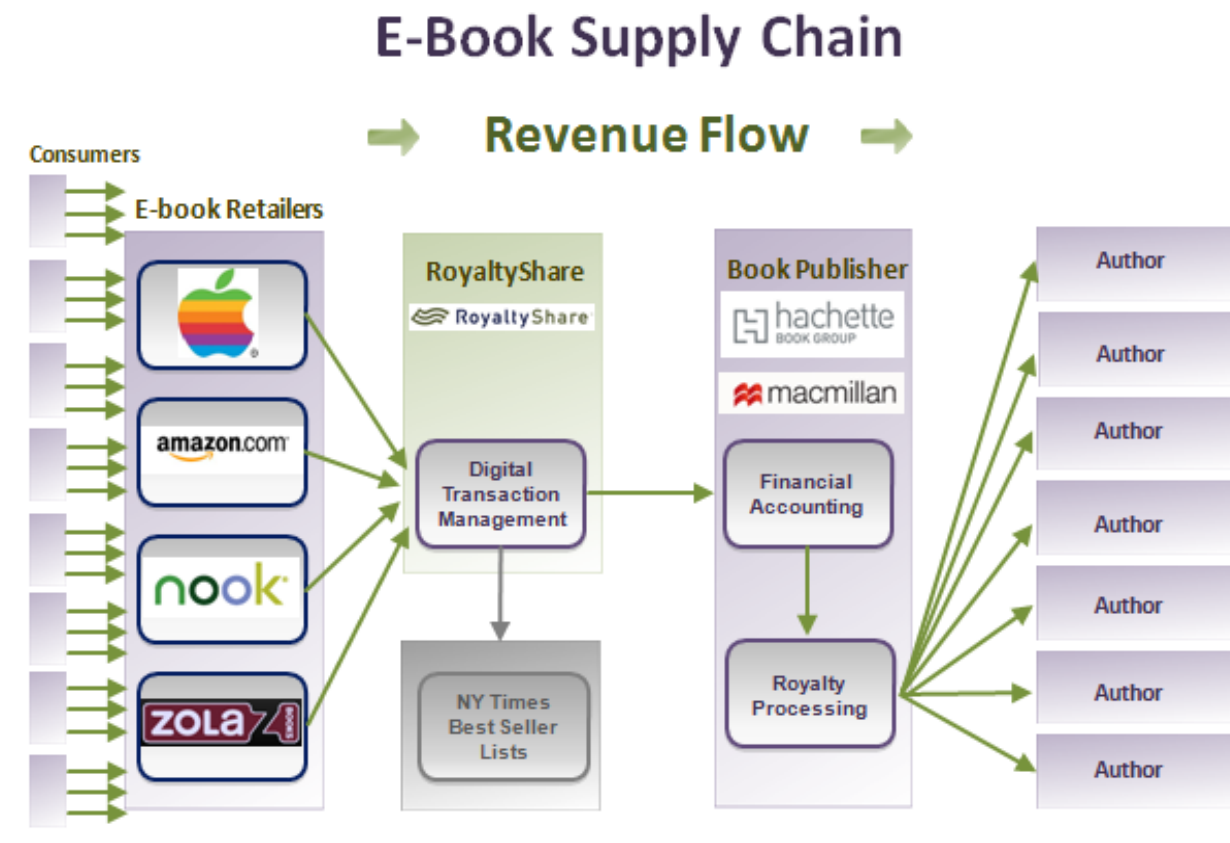 E-Book Supply Chain
Revenue Flow
Consumers
E-book Retailers
amazon.com
nook
ZOLA Z BOOKS
RoyaltyShare
RoyaltyShare
Digital
Transaction
Management
NY Times
Best Seller
Lists
Book Publisher
hachette
BOOK GROUP
macmillan
Financial
Accounting
Royalty
Processing
Author
Author
Author
Author
Author
Author
Author